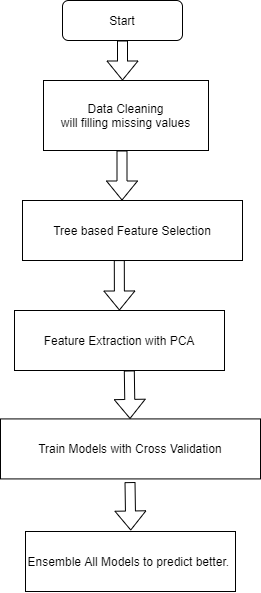 Start
Data Cleaning
will filling missing values
Tree based Feature Selection
Feature Extraction with PCA
Train Models with Cross Validation
Ensemble All Models to predict better.